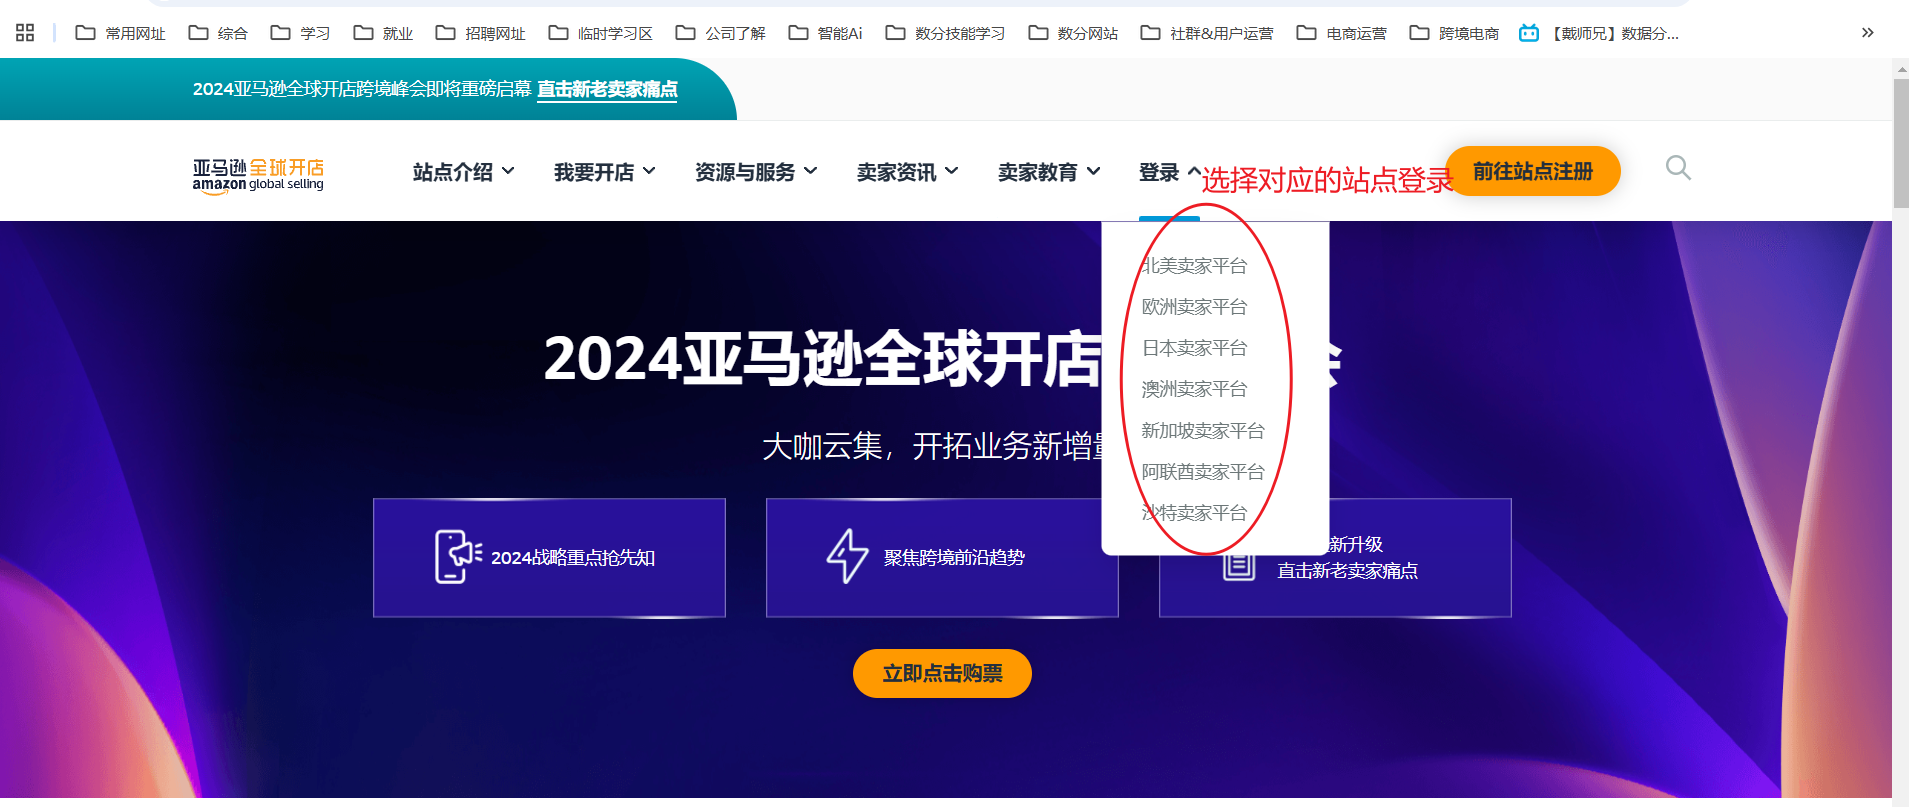 常用网址 综合 学习 就业 招聘网址 临时学习区 公司了解 智能Ai 数分技能学习 数分网站 社群&用户运营 电商运营 跨境电商 【戴师兄】数据分...
2024亚马逊全球开店跨境峰会即将重磅启幕 直击新老卖家痛点
亚马逊全球开店
amazon global selling
站点介绍 我要开店 资源与服务 卖家资讯 卖家教育 登录 选择对应的站点登录 前往站点注册
北美卖家平台
欧洲卖家平台
日本卖家平台
澳洲卖家平台
新加坡卖家平台
阿联酋卖家平台
沙特卖家平台
2024亚马逊全球开店
大咖云集，开拓业务新增
2024战略重点抢先知
聚焦跨境前沿趋势
新升级
直击新老卖家痛点
立即点击购票